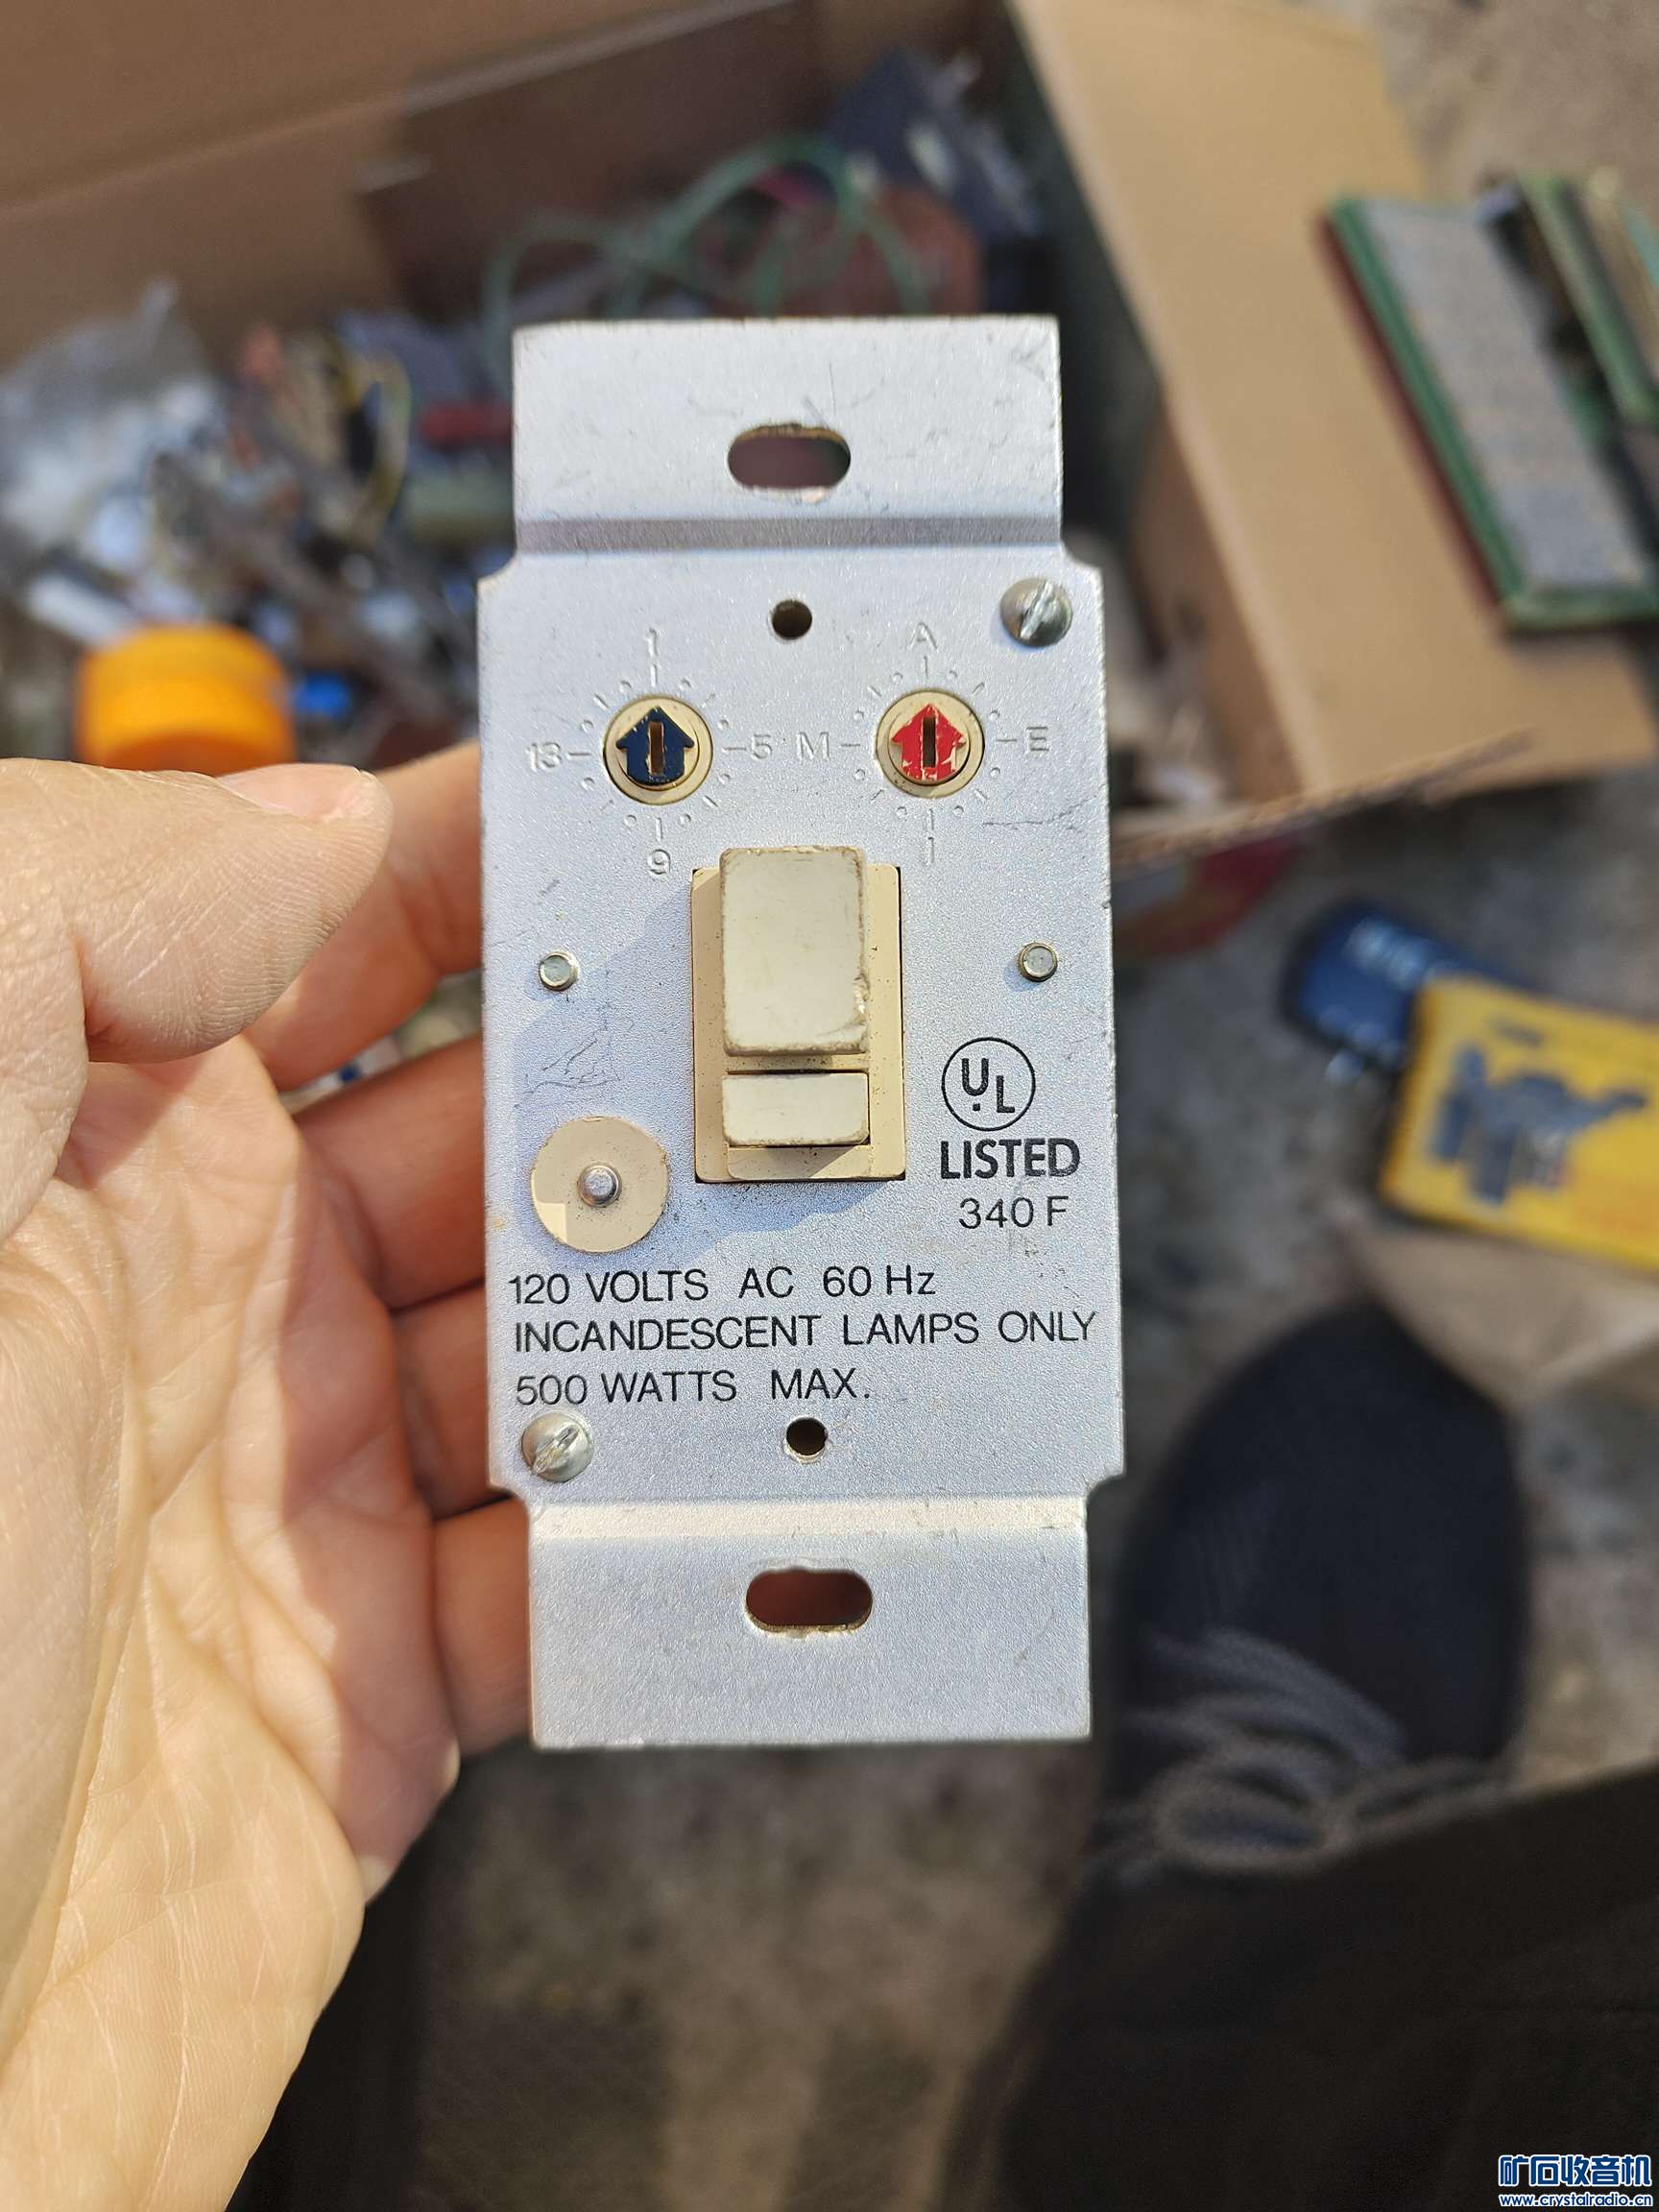 1
A
13
5
M
E
9
I
UL
LISTED
340 F
120 VOLTS AC 60 Hz
INCANDESCENT LAMPS ONLY
500 WATTS MAX.
矿石收音机
www.crystalradio.cn